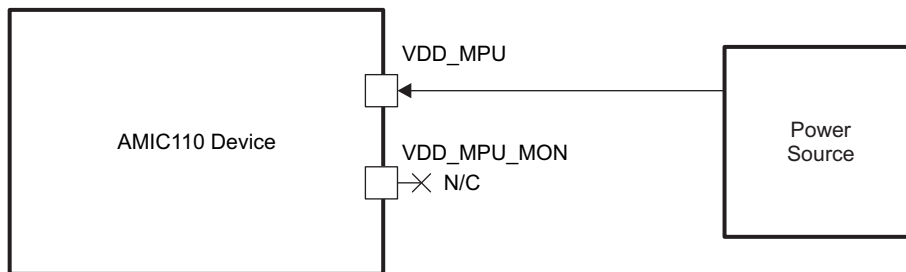 VDD_MPU
AMIC110 Device
VDD_MPU_MON
N/C
Power
Source